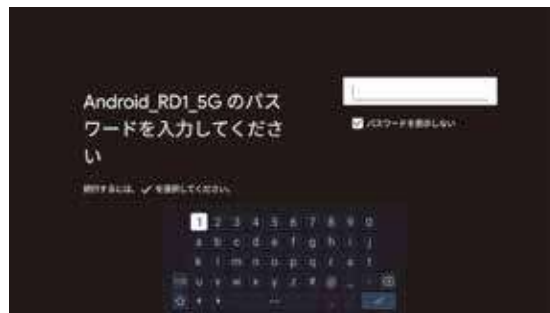 Android_RD1_5G のパス
ワードを入力してくださ
い
続行するには、✓ を選択してください。
パスワードを表示しない
1 2 3 4 5 6 7 8 9 0
a b c d e f g h i j
k l m n o p q r s t
u v w x y z